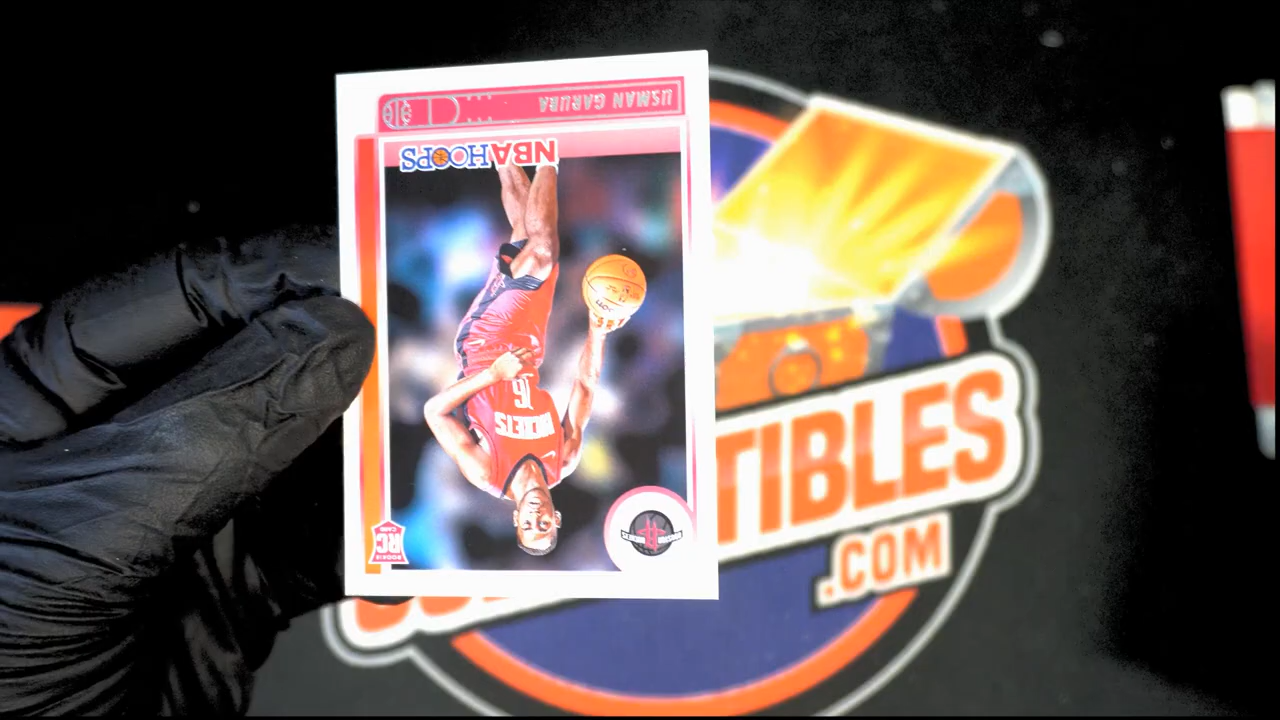 USMAN GARUBA
NBA HOOPS
ROCKETS
16
RC
ROOKIE
CARD
TIBLES
.COM